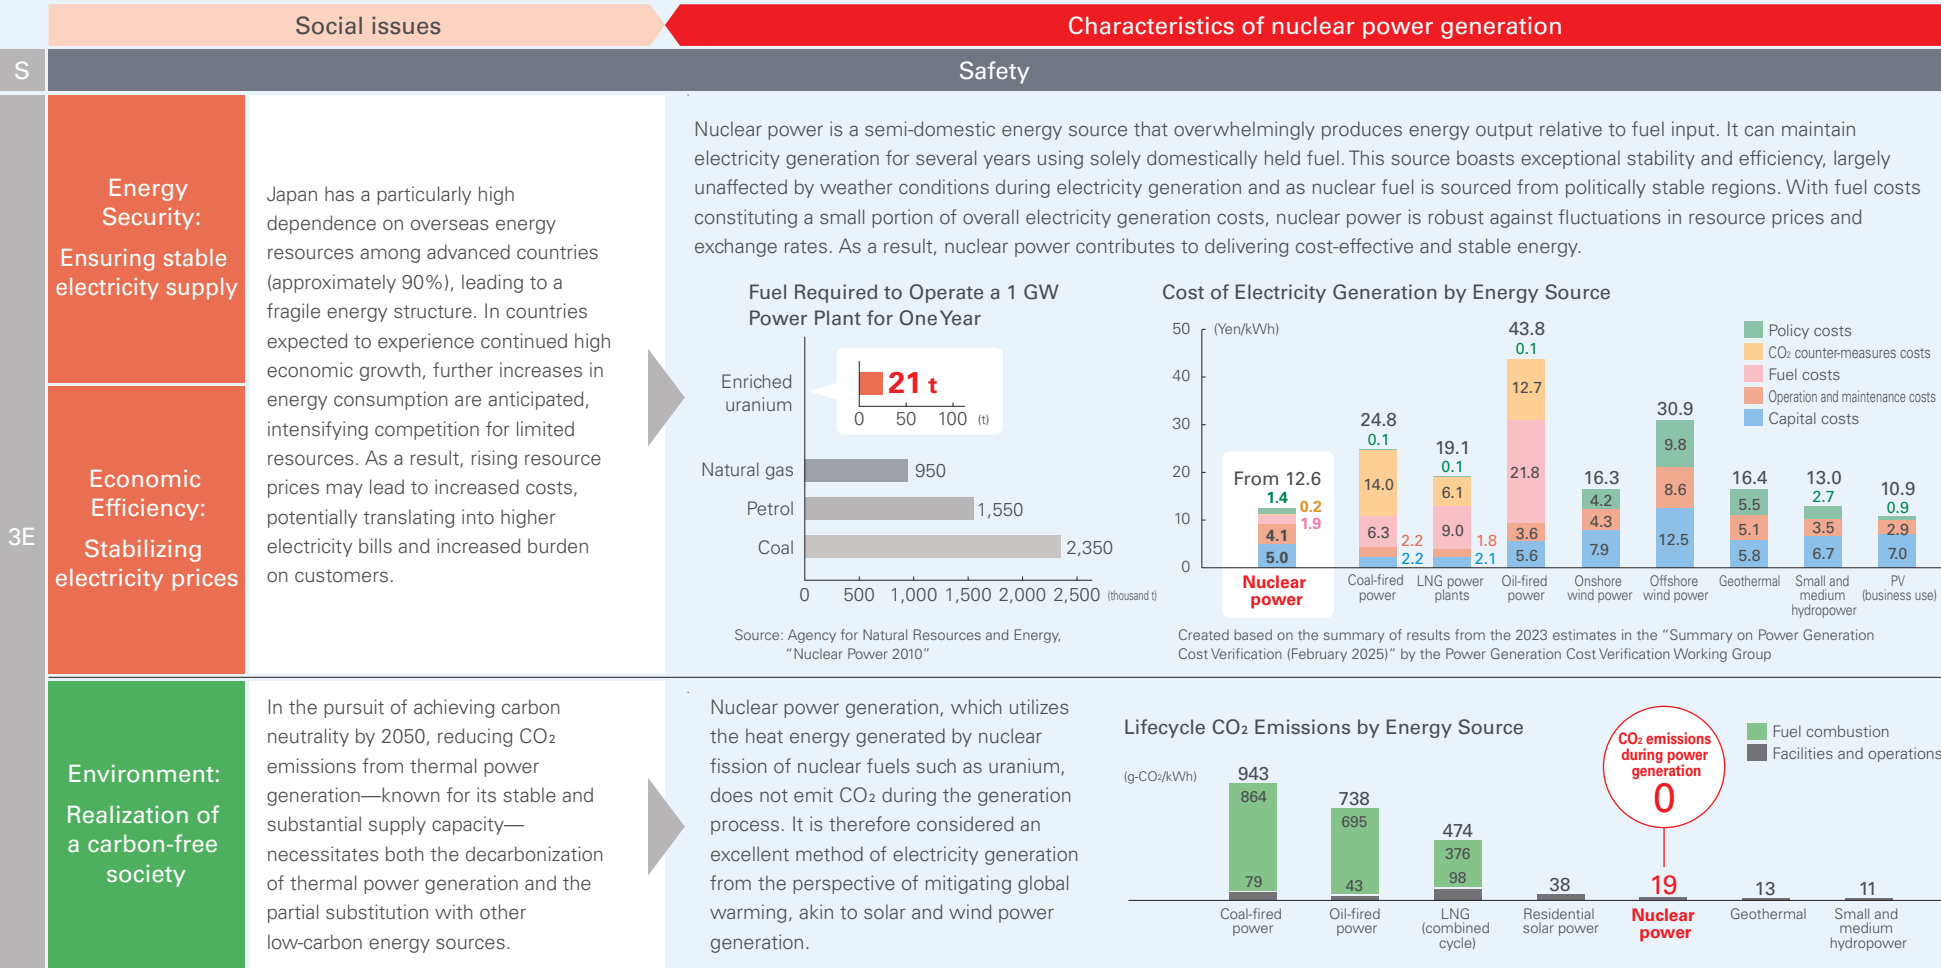 Social issues
Characteristics of nuclear power generation
S
Safety
3E
Energy
Security:
Ensuring stable
electricity supply
Economic
Efficiency:
Stabilizing
electricity prices
Japan has a particularly high
dependence on overseas energy
resources among advanced countries
(approximately 90%), leading to a
fragile energy structure. In countries
expected to experience continued high
economic growth, further increases in
energy consumption are anticipated,
intensifying competition for limited
resources. As a result, rising resource
prices may lead to increased costs,
potentially translating into higher
electricity bills and increased burden
on customers.
Nuclear power is a semi-domestic energy source that overwhelmingly produces energy output relative to fuel input. It can maintain
electricity generation for several years using solely domestically held fuel. This source boasts exceptional stability and efficiency, largely
unaffected by weather conditions during electricity generation and as nuclear fuel is sourced from politically stable regions. With fuel costs
constituting a small portion of overall electricity generation costs, nuclear power is robust against fluctuations in resource prices and
exchange rates. As a result, nuclear power contributes to delivering cost-effective and stable energy.
Fuel Required to Operate a 1 GW
Power Plant for One Year
Enriched
uranium
21 t
0 50 100 (t)
Natural gas 950
Petrol 1,550
Coal 2,350
0 500 1,000 1,500 2,000 2,500 (thousand t)
Source: Agency for Natural Resources and Energy,
"Nuclear Power 2010"
Cost of Electricity Generation by Energy Source
(Yen/kWh)
50
40
30
20
10
0
Policy costs
CO₂ counter-measures costs
Fuel costs
Operation and maintenance costs
Capital costs
From 12.6
1.4
0.2
1.9
4.1
5.0
Nuclear
power
24.8
0.1
14.0
6.3
2.2
2.2
Coal-fired
power
19.1
0.1
6.1
9.0
1.8
2.1
LNG power
plants
43.8
0.1
12.7
21.8
3.6
5.6
Oil-fired
power
16.3
4.2
4.3
7.9
Onshore
wind power
30.9
9.8
8.6
12.5
Offshore
wind power
16.4
5.5
5.1
5.8
Geothermal
13.0
2.7
3.5
6.7
Small and
medium
hydropower
10.9
0.9
2.9
7.0
PV
(business use)
Created based on the summary of results from the 2023 estimates in the "Summary on Power Generation
Cost Verification (February 2025)" by the Power Generation Cost Verification Working Group
Environment:
Realization of
a carbon-free
society
In the pursuit of achieving carbon
neutrality by 2050, reducing CO₂
emissions from thermal power
generation—known for its stable and
substantial supply capacity—
necessitates both the decarbonization
of thermal power generation and the
partial substitution with other
low-carbon energy sources.
Nuclear power generation, which utilizes
the heat energy generated by nuclear
fission of nuclear fuels such as uranium,
does not emit CO₂ during the generation
process. It is therefore considered an
excellent method of electricity generation
from the perspective of mitigating global
warming, akin to solar and wind power
generation.
Lifecycle CO₂ Emissions by Energy Source
(g-CO₂/kWh)
Fuel combustion
Facilities and operations
CO₂ emissions
during power
generation
0
943
864
79
Coal-fired
power
738
695
43
Oil-fired
power
474
376
98
LNG
(combined
cycle)
38
Residential
solar power
19
Nuclear
power
13
Geothermal
11
Small and
medium
hydropower